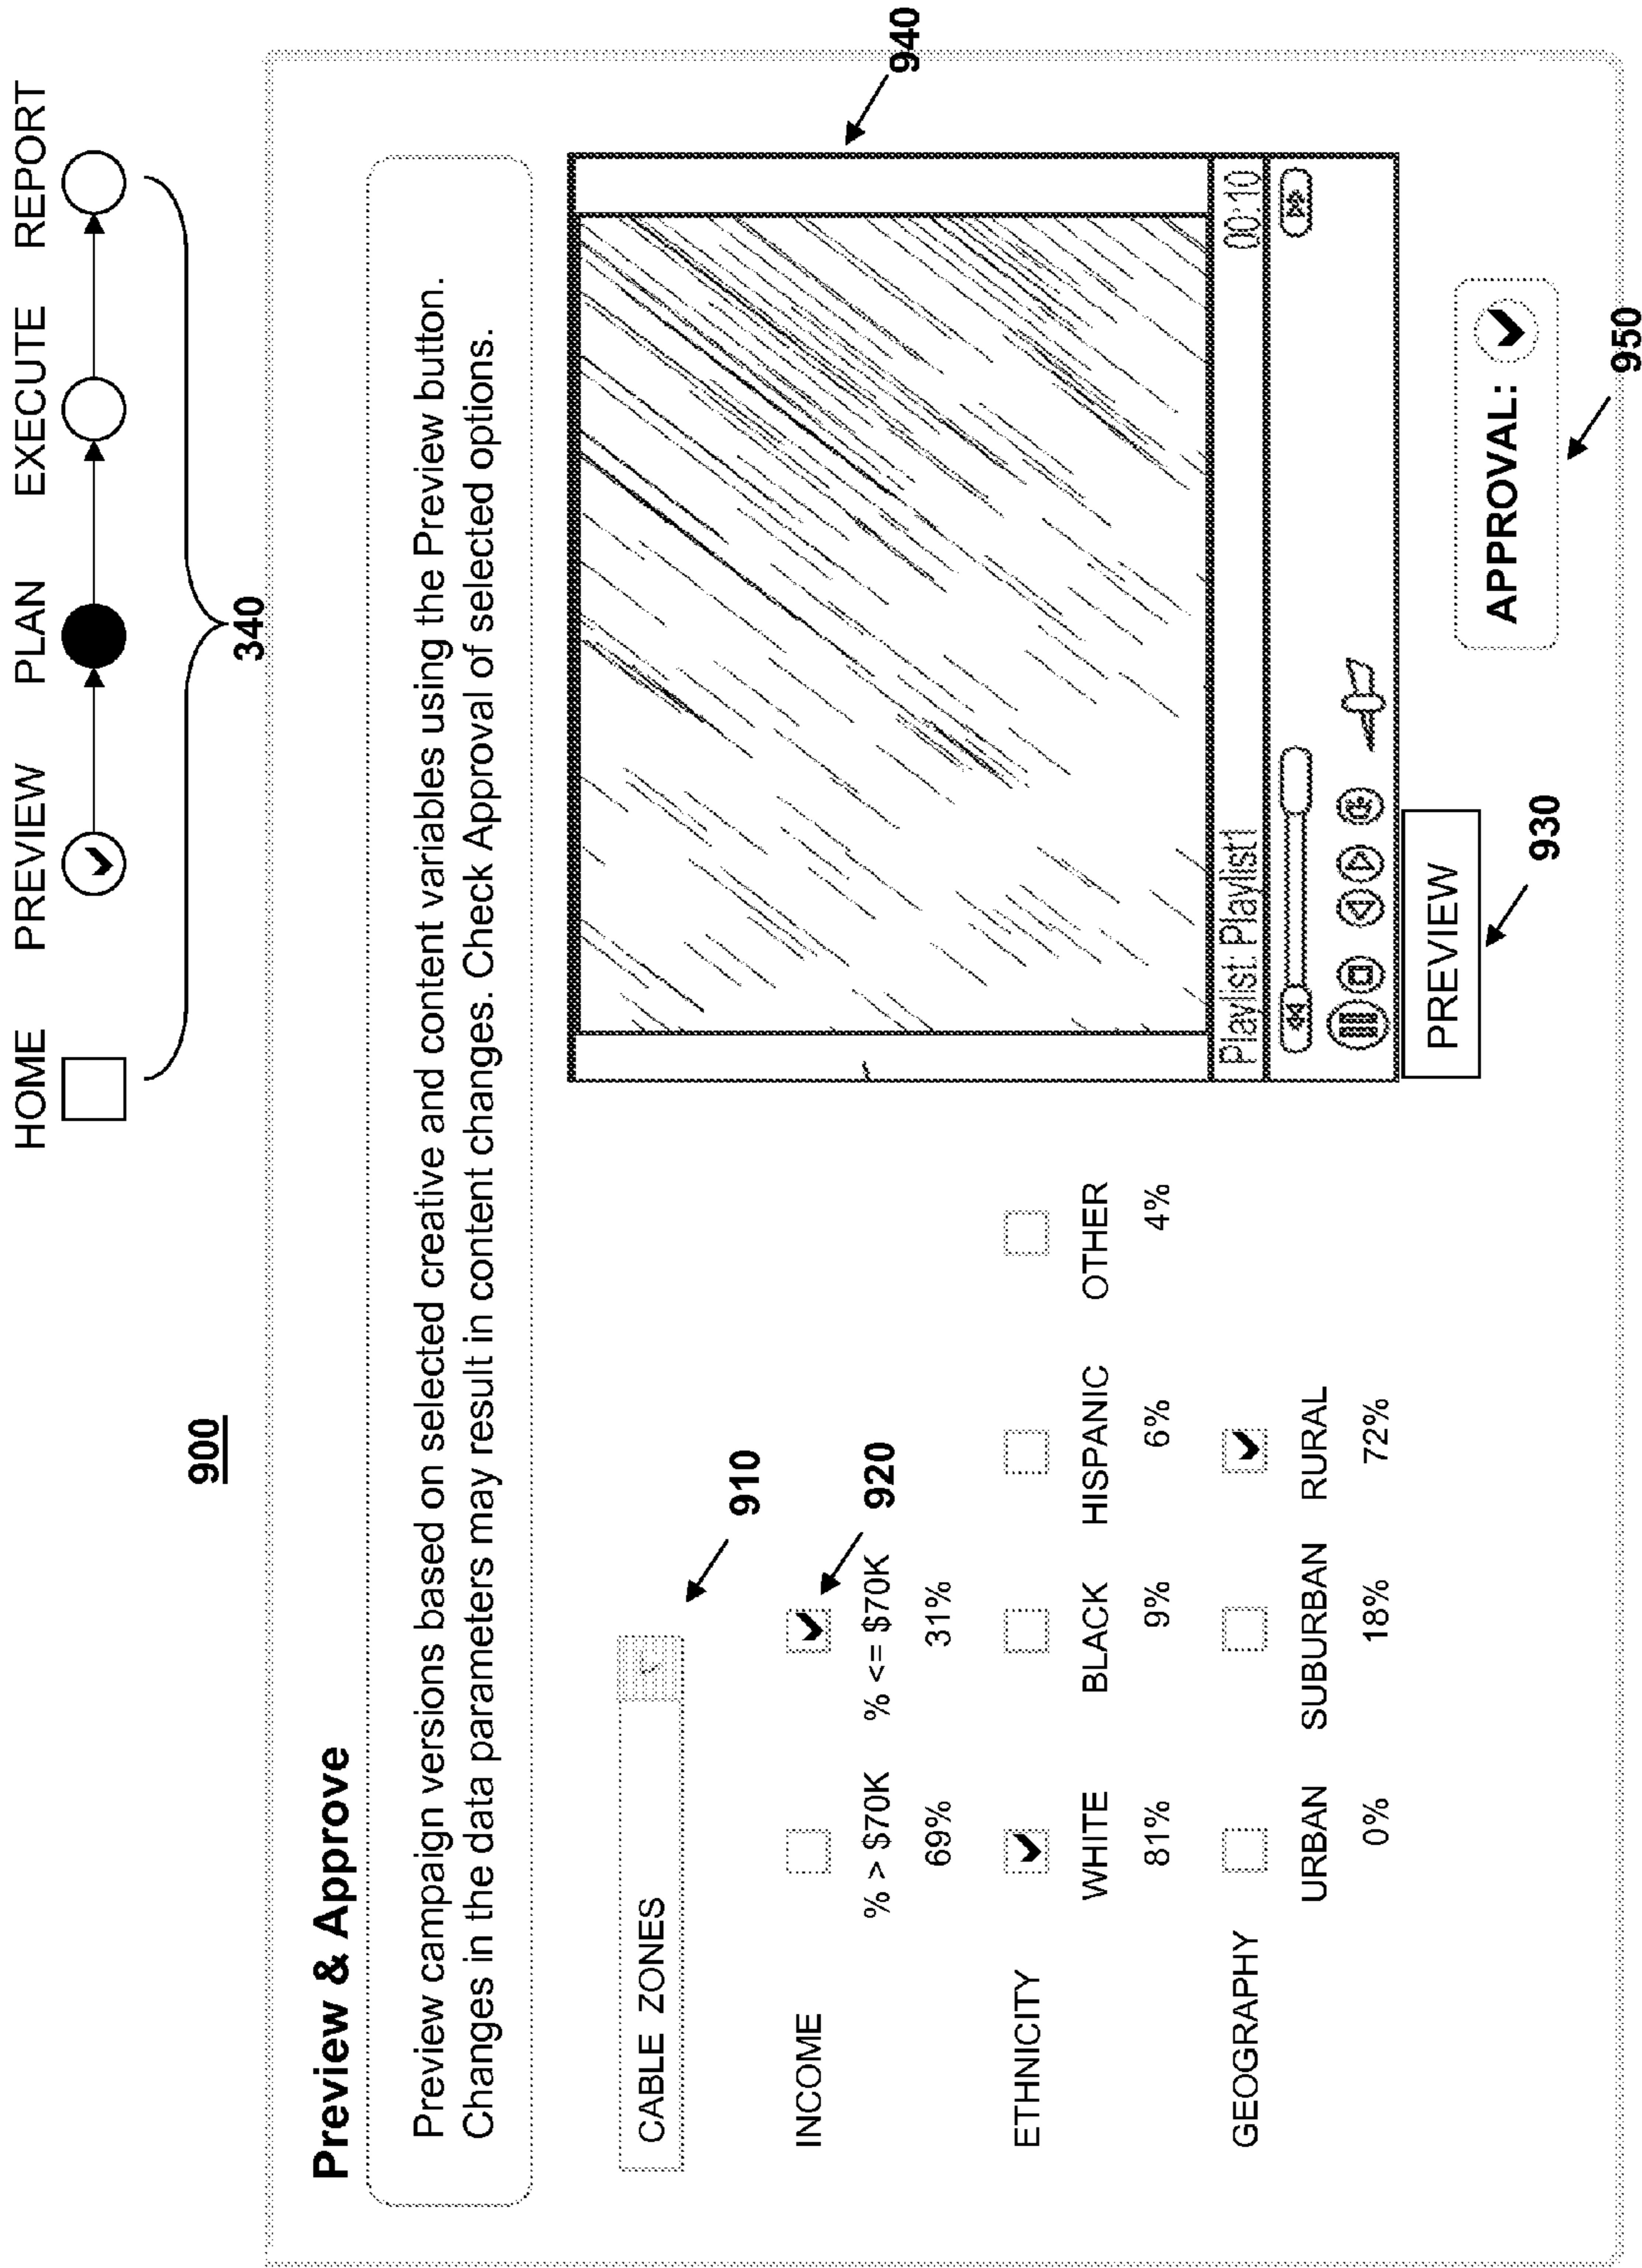 HOME PREVIEW PLAN EXECUTE REPORT
340
900
Preview & Approve
Preview campaign versions based on selected creative and content variables using the Preview button.
Changes in the data parameters may result in content changes. Check Approval of selected options.
CABLE ZONES
910
INCOME
920
% > $70K % <= $70K
69% 31%
ETHNICITY
WHITE BLACK HISPANIC OTHER
81% 9% 6% 4%
GEOGRAPHY
URBAN SUBURBAN RURAL
0% 18% 72%
940
Playlist: Playlist1 00:10
PREVIEW
930
APPROVAL:
950